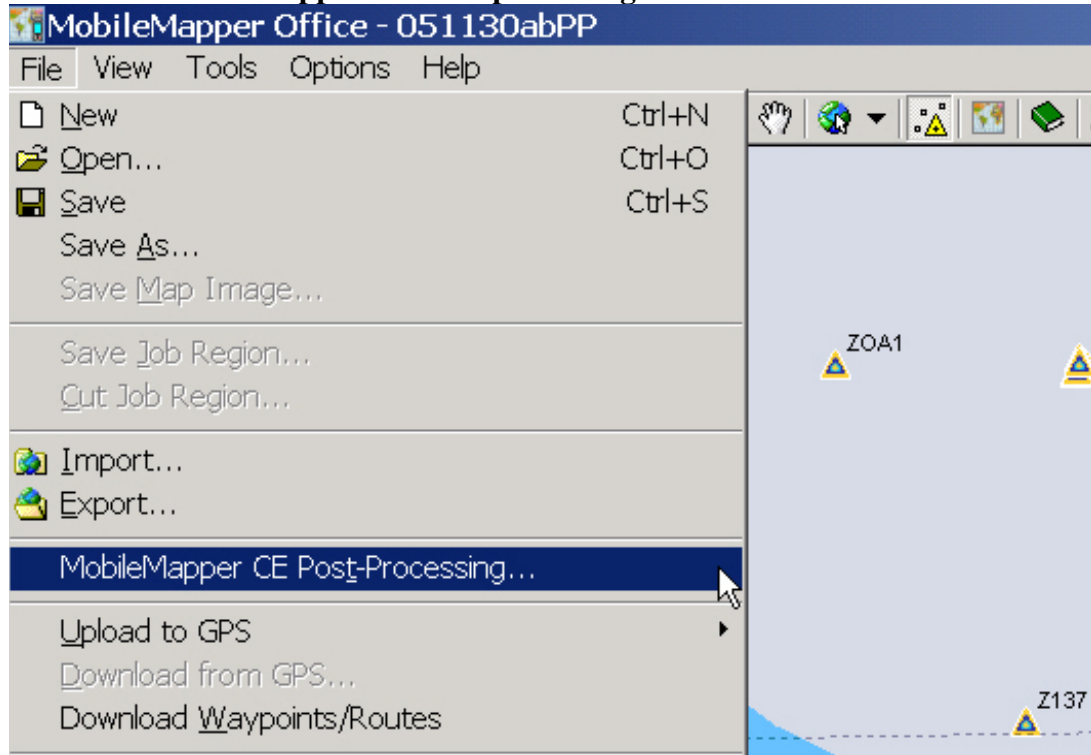 MobileMapper Office - 051130abPP
File View Tools Options Help
New Ctrl+N
Open... Ctrl+O
Save Ctrl+S
Save As...
Save Map Image...
Save Job Region...
Cut Job Region...
Import...
Export...
MobileMapper CE Post-Processing...
Upload to GPS
Download from GPS...
Download Waypoints/Routes
ZOA1
Z137